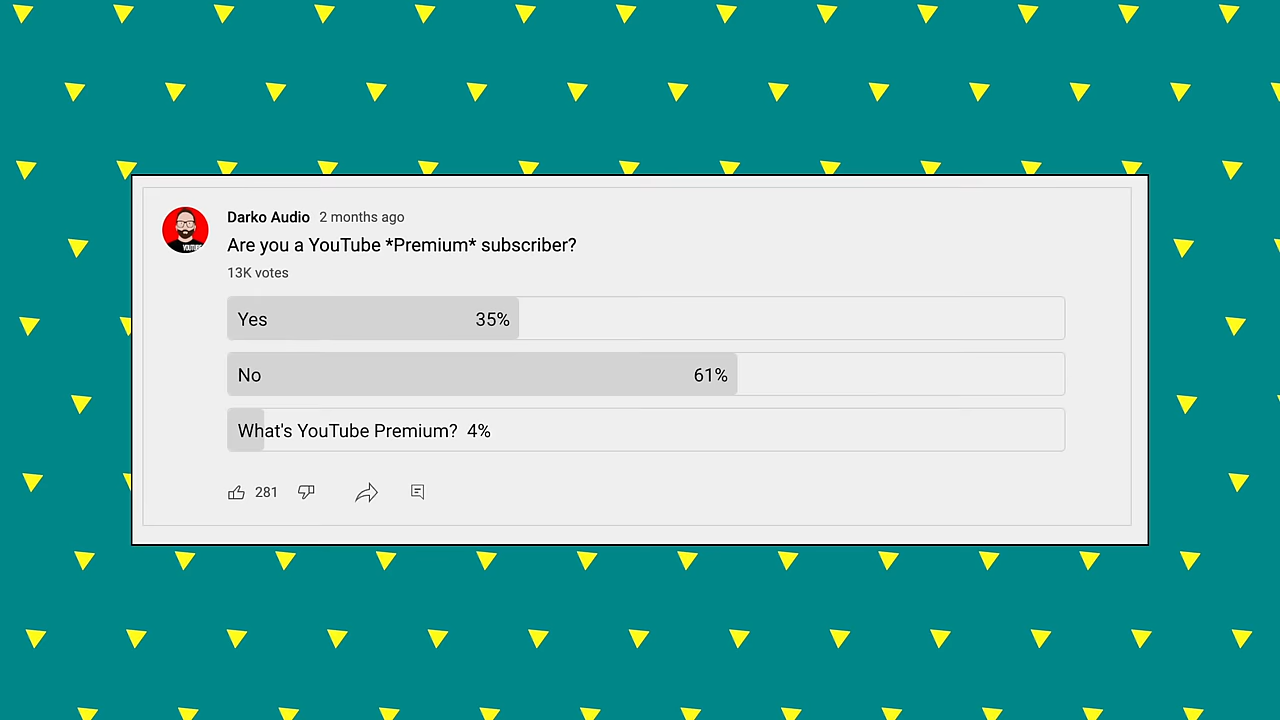 Darko Audio 2 months ago
Are you a YouTube *Premium* subscriber?
13K votes
Yes 35%
No 61%
What's YouTube Premium? 4%
281